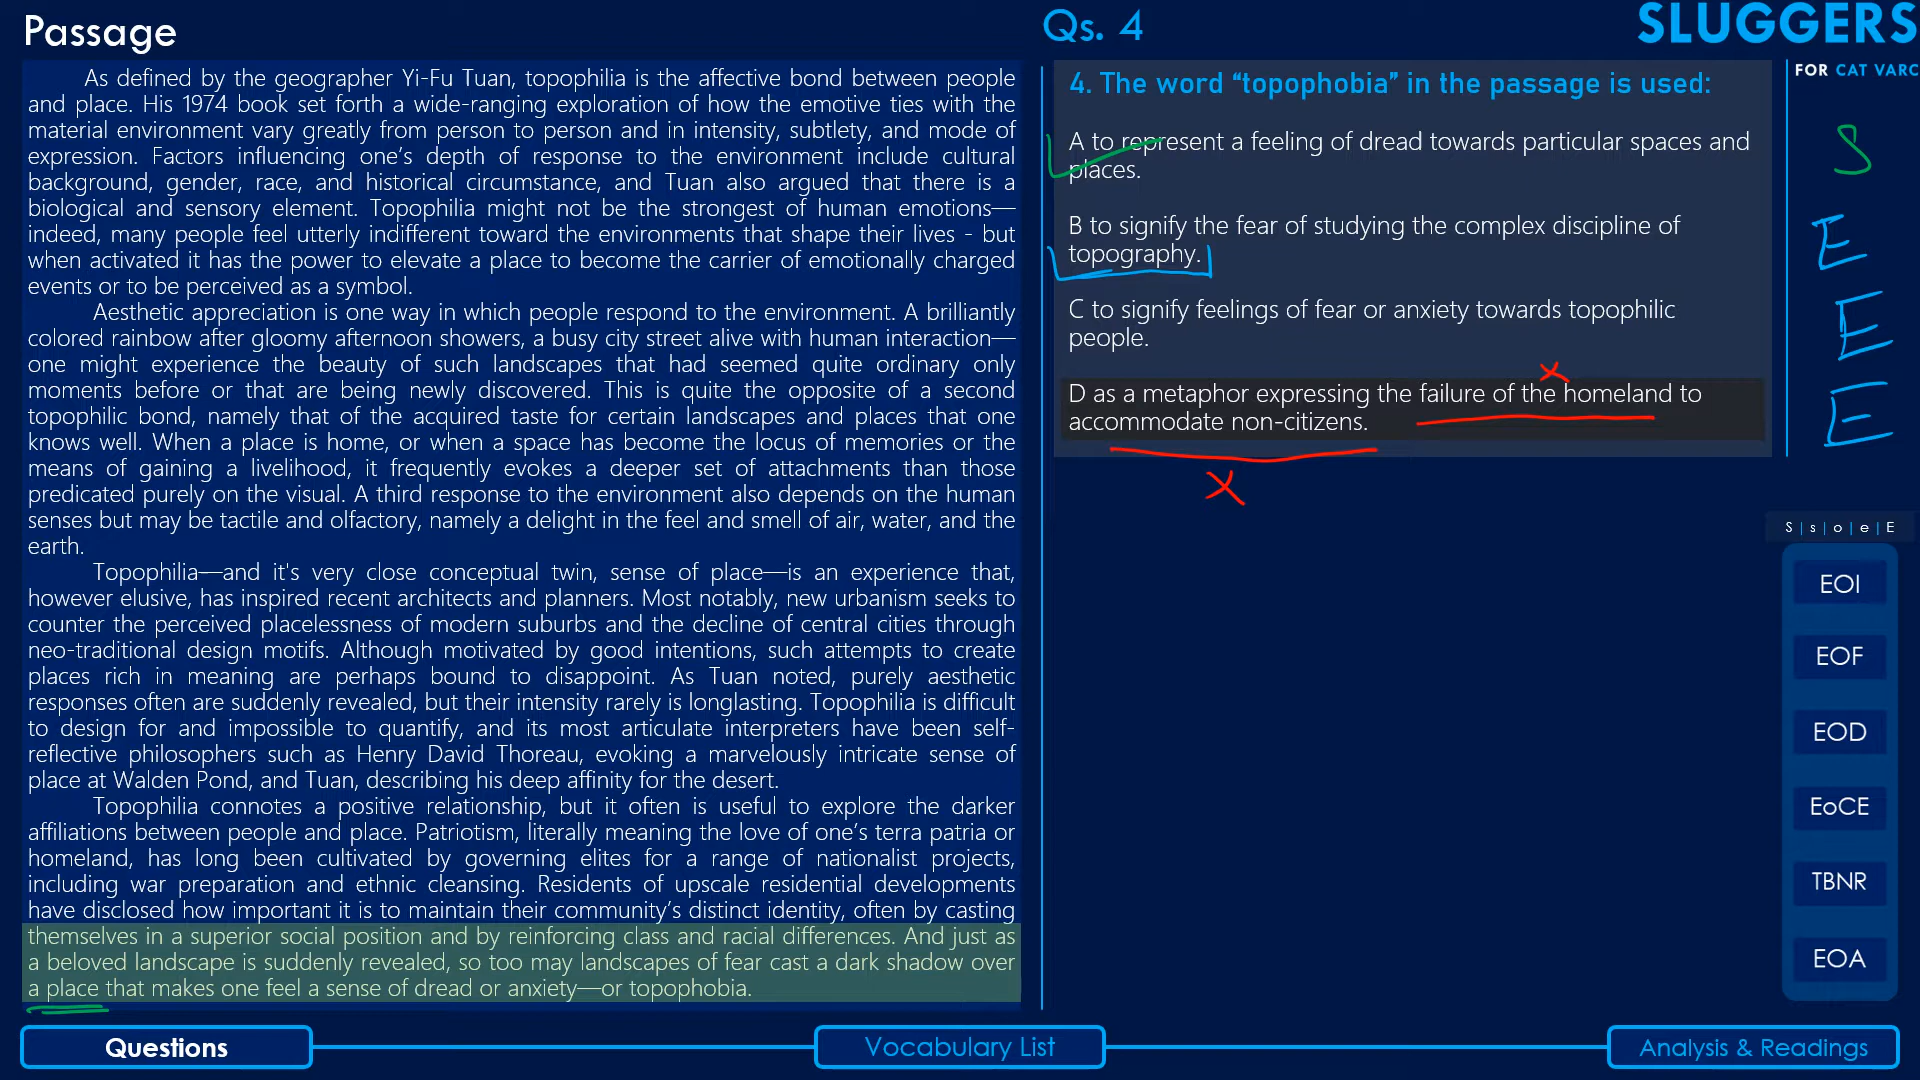 Passage
As defined by the geographer Yi-Fu Tuan, topophilia is the affective bond between people
and place. His 1974 book set forth a wide-ranging exploration of how the emotive ties with the
material environment vary greatly from person to person and in intensity, subtlety, and mode of
expression. Factors influencing one's depth of response to the environment include cultural
background, gender, race, and historical circumstance, and Tuan also argued that there is a
biological and sensory element. Topophilia might not be the strongest of human emotions—
indeed, many people feel utterly indifferent toward the environments that shape their lives - but
when activated it has the power to elevate a place to become the carrier of emotionally charged
events or to be perceived as a symbol.
Aesthetic appreciation is one way in which people respond to the environment. A brilliantly
colored rainbow after gloomy afternoon showers, a busy city street alive with human interaction—
one might experience the beauty of such landscapes that had seemed quite ordinary only
moments before or that are being newly discovered. This is quite the opposite of a second
topophilic bond, namely that of the acquired taste for certain landscapes and places that one
knows well. When a place is home, or when a space has become the locus of memories or the
means of gaining a livelihood, it frequently evokes a deeper set of attachments than those
predicated purely on the visual. A third response to the environment also depends on the human
senses but may be tactile and olfactory, namely a delight in the feel and smell of air, water, and the
earth.
Topophilia—and it's very close conceptual twin, sense of place—is an experience that,
however elusive, has inspired recent architects and planners. Most notably, new urbanism seeks to
counter the perceived placelessness of modern suburbs and the decline of central cities through
neo-traditional design motifs. Although motivated by good intentions, such attempts to create
places rich in meaning are perhaps bound to disappoint. As Tuan noted, purely aesthetic
responses often are suddenly revealed, but their intensity rarely is longlasting. Topophilia is difficult
to design for and impossible to quantify, and its most articulate interpreters have been self-
reflective philosophers such as Henry David Thoreau, evoking a marvelously intricate sense of
place at Walden Pond, and Tuan, describing his deep affinity for the desert.
Topophilia connotes a positive relationship, but it often is useful to explore the darker
affiliations between people and place. Patriotism, literally meaning the love of one's terra patria or
homeland, has long been cultivated by governing elites for a range of nationalist projects,
including war preparation and ethnic cleansing. Residents of upscale residential developments
have disclosed how important it is to maintain their community's distinct identity, often by casting
themselves in a superior social position and by reinforcing class and racial differences. And just as
a beloved landscape is suddenly revealed, so too may landscapes of fear cast a dark shadow over
a place that makes one feel a sense of dread or anxiety—or topophobia.
Qs. 4
4. The word “topophobia” in the passage is used:
A to represent a feeling of dread towards particular spaces and
places.
B to signify the fear of studying the complex discipline of
topography.
C to signify feelings of fear or anxiety towards topophilic
people.
D as a metaphor expressing the failure of the homeland to
accommodate non-citizens.
x
x
SLUGGERS
FOR CAT VARC
S
E
E
E
S | s | o | e | E
EOI
EOF
EOD
EoCE
TBNR
EOA
Questions
Vocabulary List
Analysis & Readings